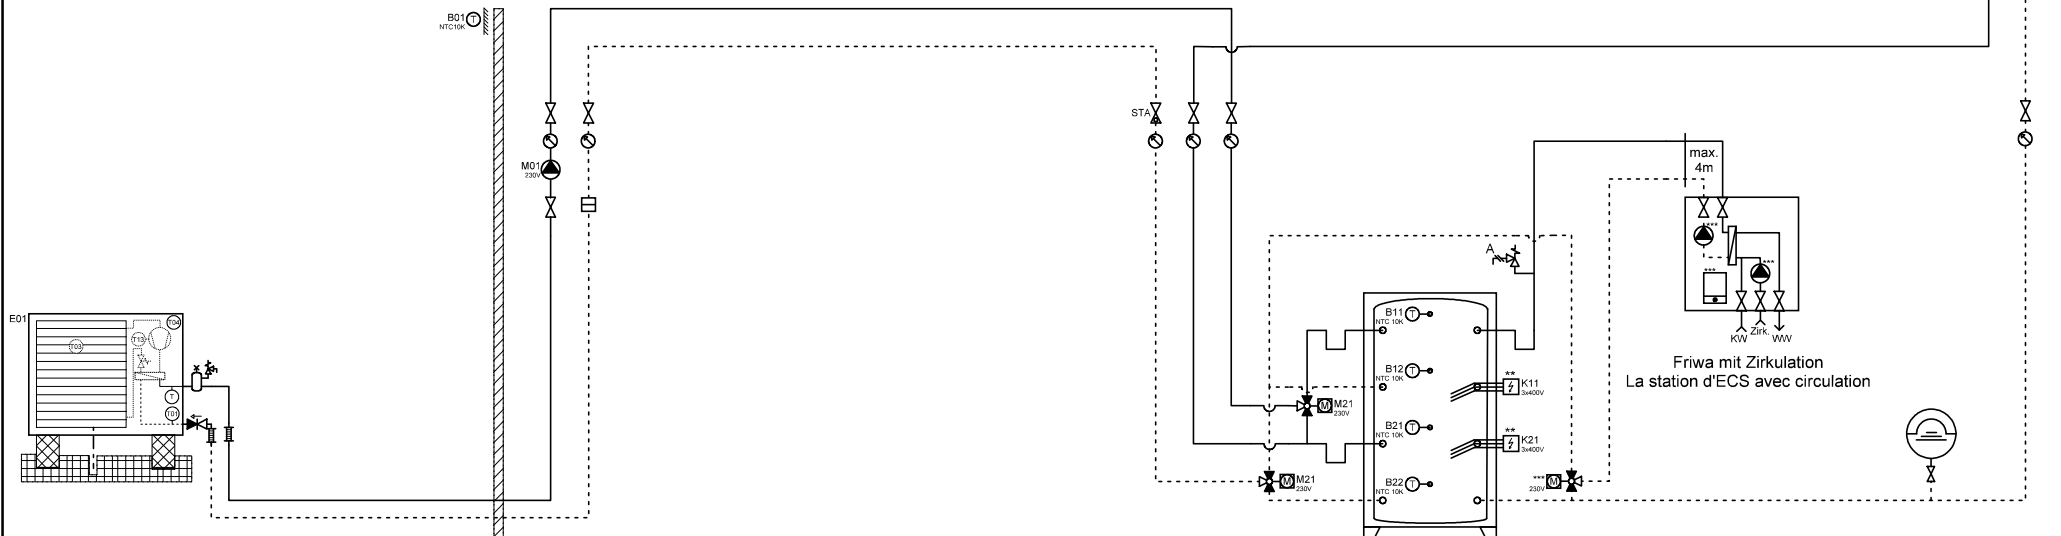 B01
NTC10K
T
STA
M01
230V
max.
4m
***
***
***
A
KW
Zirk.
WW
Friwa mit Zirkulation
La station d'ECS avec circulation
E01
T04
T13
T03
T
T01
B11
NTC 10K
T
B12
NTC 10K
T
**
K11
3x400V
M
M21
230V
B21
NTC 10K
T
**
K21
3x400V
M
M21
230V
B22
NTC 10K
T
***
230V
M